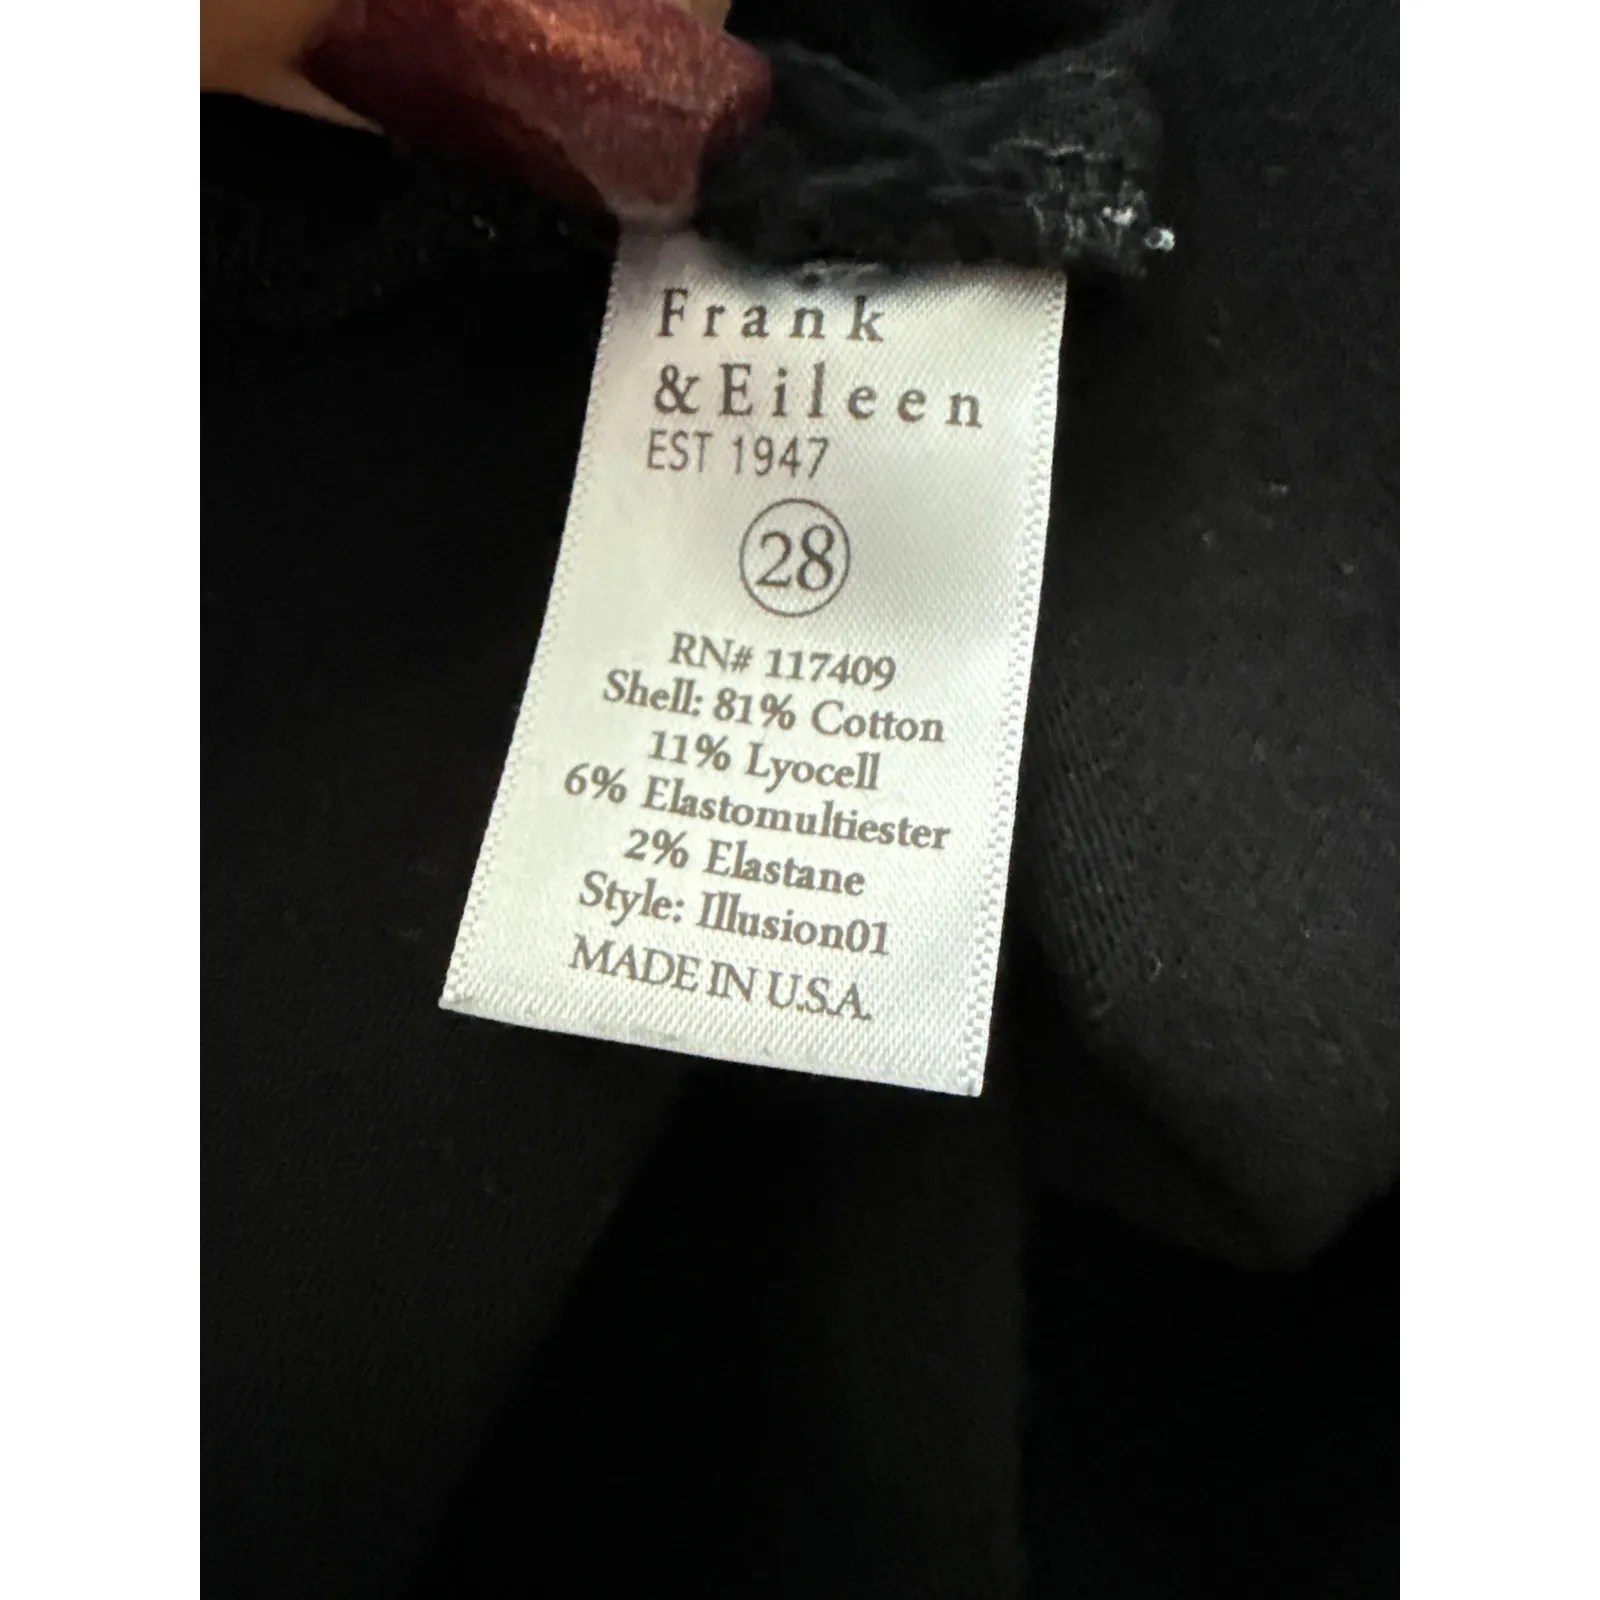 Frank
& Eileen
EST 1947
28
RN# 117409
Shell: 81% Cotton
11% Lyocell
6% Elastomultiester
2% Elastane
Style: Illusion01
MADE IN U.S.A.